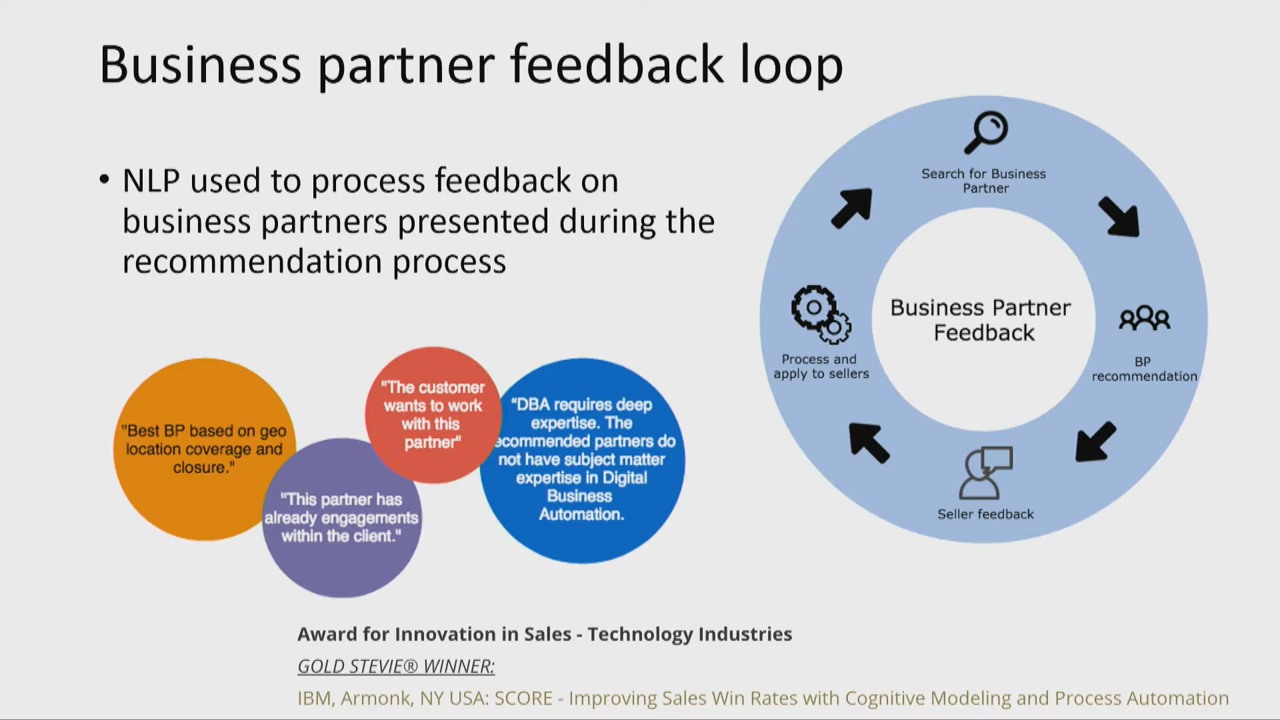 Business partner feedback loop
• NLP used to process feedback on
business partners presented during the
recommendation process
"Best BP based on geo
location coverage and
closure."
"This partner has
already engagements
within the client."
"The customer
wants to work
with this
partner"
"DBA requires deep
expertise. The
ecommended partners do
not have subject matter
expertise in Digital
Business
Automation.
Search for Business
Partner
BP
recommendation
Seller feedback
Process and
apply to sellers
Business Partner
Feedback
Award for Innovation in Sales - Technology Industries
GOLD STEVIE® WINNER:
IBM, Armonk, NY USA: SCORE - Improving Sales Win Rates with Cognitive Modeling and Process Automation